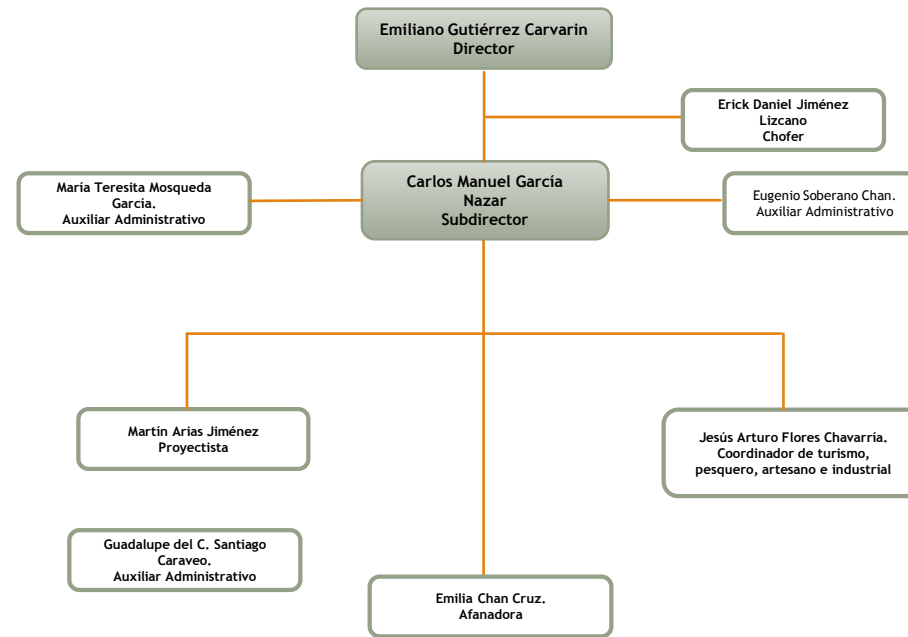 Emiliano Gutiérrez Carvarin
Director
Erick Daniel Jiménez
Lizcano
Chofer
María Teresita Mosqueda
García.
Auxiliar Administrativo
Carlos Manuel García
Nazar
Subdirector
Eugenio Soberano Chan.
Auxiliar Administrativo
Martín Arias Jiménez
Proyectista
Jesús Arturo Flores Chavarría.
Coordinador de turismo,
pesquero, artesano e industrial
Guadalupe del C. Santiago
Caraveo.
Auxiliar Administrativo
Emilia Chan Cruz.
Afanadora